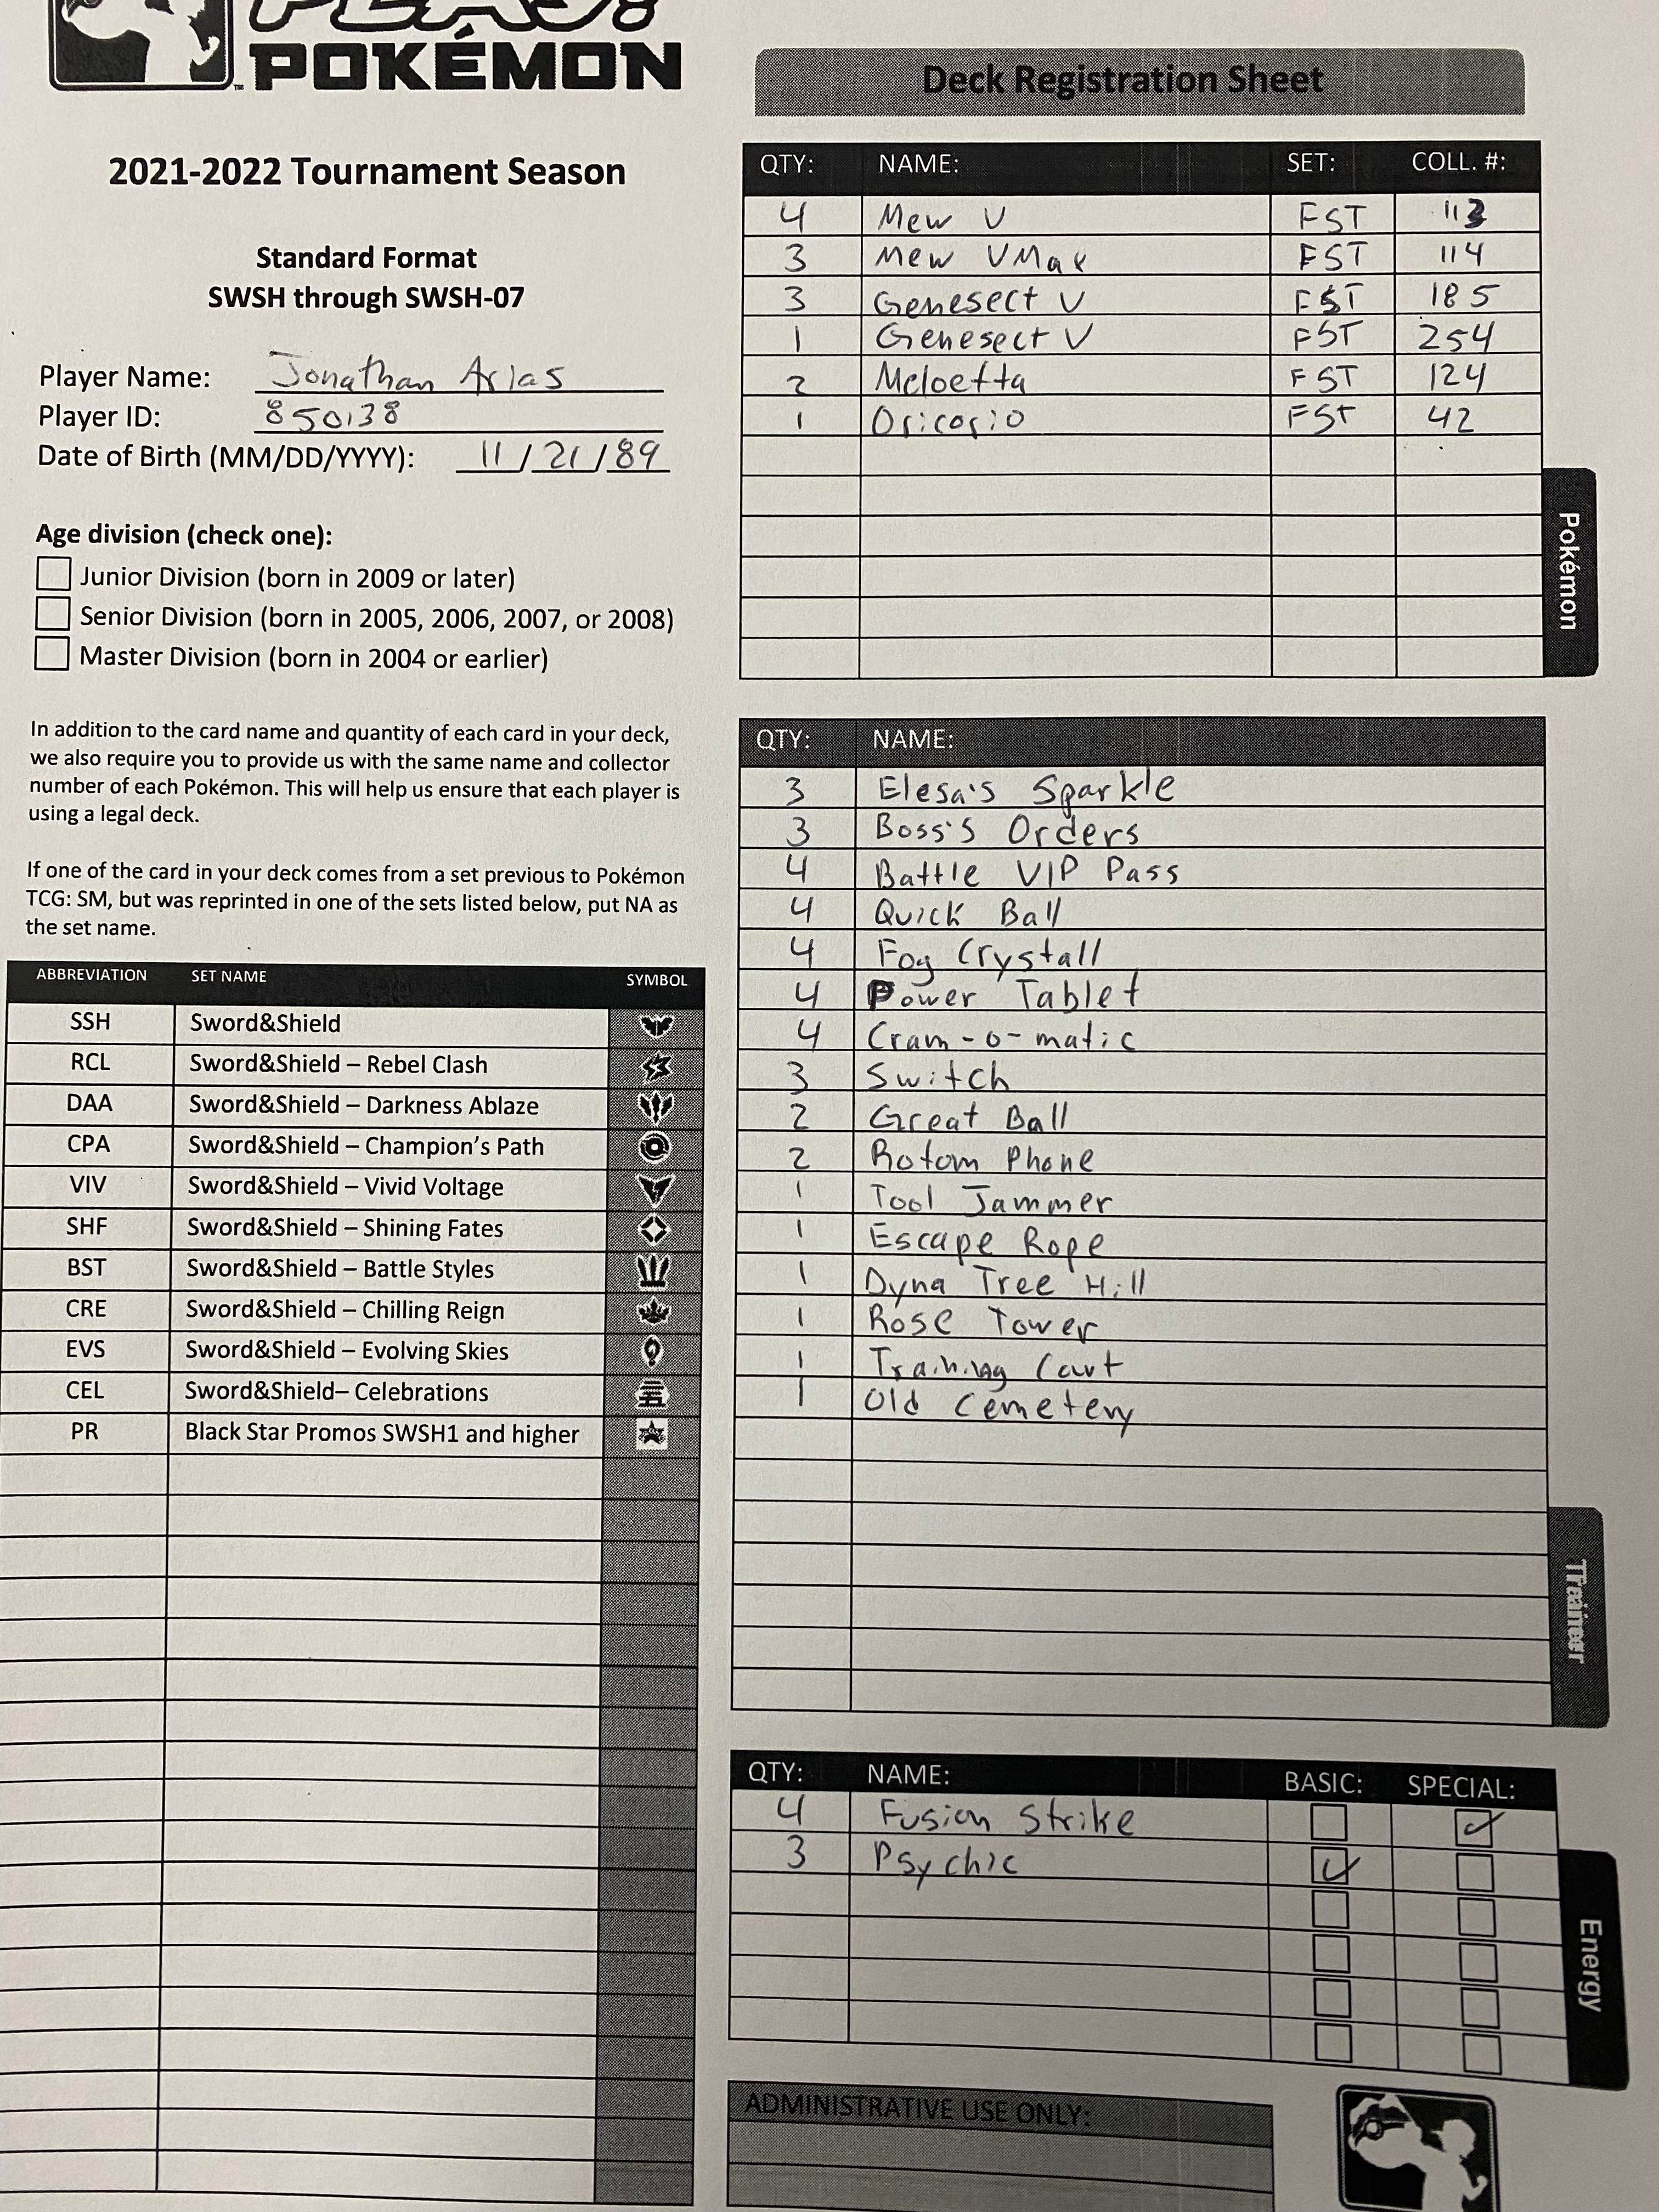 PLAY!
POKÉMON
2021-2022 Tournament Season
Standard Format
SWSH through SWSH-07
Player Name: Jonathan Arias
Player ID: 850138
Date of Birth (MM/DD/YYYY): 11/21/89
Age division (check one):
Junior Division (born in 2009 or later)
Senior Division (born in 2005, 2006, 2007, or 2008)
Master Division (born in 2004 or earlier)
In addition to the card name and quantity of each card in your deck,
we also require you to provide us with the same name and collector
number of each Pokémon. This will help us ensure that each player is
using a legal deck.
If one of the card in your deck comes from a set previous to Pokémon
TCG: SM, but was reprinted in one of the sets listed below, put NA as
the set name.
ABBREVIATION SET NAME SYMBOL
SSH Sword&Shield
RCL Sword&Shield – Rebel Clash
DAA Sword&Shield – Darkness Ablaze
CPA Sword&Shield – Champion's Path
VIV Sword&Shield – Vivid Voltage
SHF Sword&Shield – Shining Fates
BST Sword&Shield – Battle Styles
CRE Sword&Shield – Chilling Reign
EVS Sword&Shield – Evolving Skies
CEL Sword&Shield– Celebrations
PR Black Star Promos SWSH1 and higher
Deck Registration Sheet
QTY: NAME: SET: COLL. #:
4 Mew V FST 113
3 Mew VMax FST 114
3 Genesect V FST 185
1 Genesect V FST 254
2 Meloetta FST 124
1 Oricorio FST 42
Pokémon
QTY: NAME:
3 Elesa's Sparkle
3 Boss's Orders
4 Battle VIP Pass
4 Quick Ball
4 Fog Crystall
4 Power Tablet
4 Cram-o-matic
3 Switch
2 Great Ball
2 Rotom Phone
1 Tool Jammer
1 Escape Rope
1 Dyna Tree Hill
1 Rose Tower
1 Training Cout
1 Old Cemetery
Trainer
QTY: NAME: BASIC: SPECIAL:
4 Fusion Strike
3 Psychic
Energy
ADMINISTRATIVE USE ONLY: